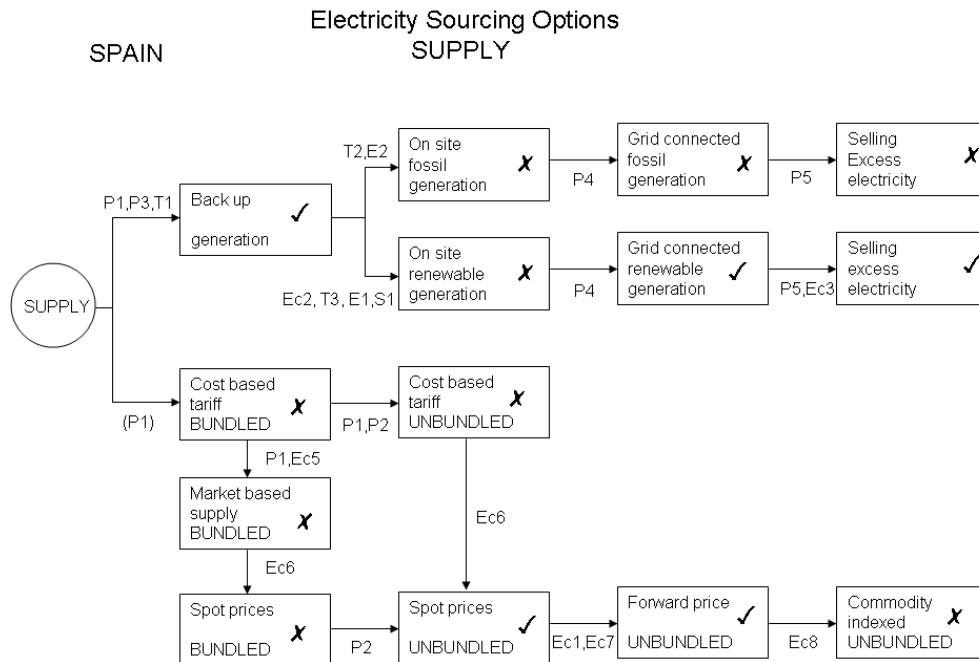 Electricity Sourcing Options
SPAIN
SUPPLY
T2,E2
On site
fossil
generation
✗
P4
Grid connected
fossil
generation
✗
P5
Selling
Excess
electricity
✗
P1,P3,T1
Back up
generation
✓
On site
renewable
generation
✗
Ec2, T3, E1,S1
P4
Grid connected
renewable
generation
✓
P5,Ec3
Selling
excess
electricity
✓
SUPPLY
(P1)
Cost based
tariff
BUNDLED
✗
P1,P2
Cost based
tariff
UNBUNDLED
✗
P1,Ec5
Market based
supply
BUNDLED
✗
Ec6
Ec6
Spot prices
BUNDLED
✗
P2
Spot prices
UNBUNDLED
✓
Ec1,Ec7
Forward price
UNBUNDLED
✓
Ec8
Commodity
indexed
UNBUNDLED
✗